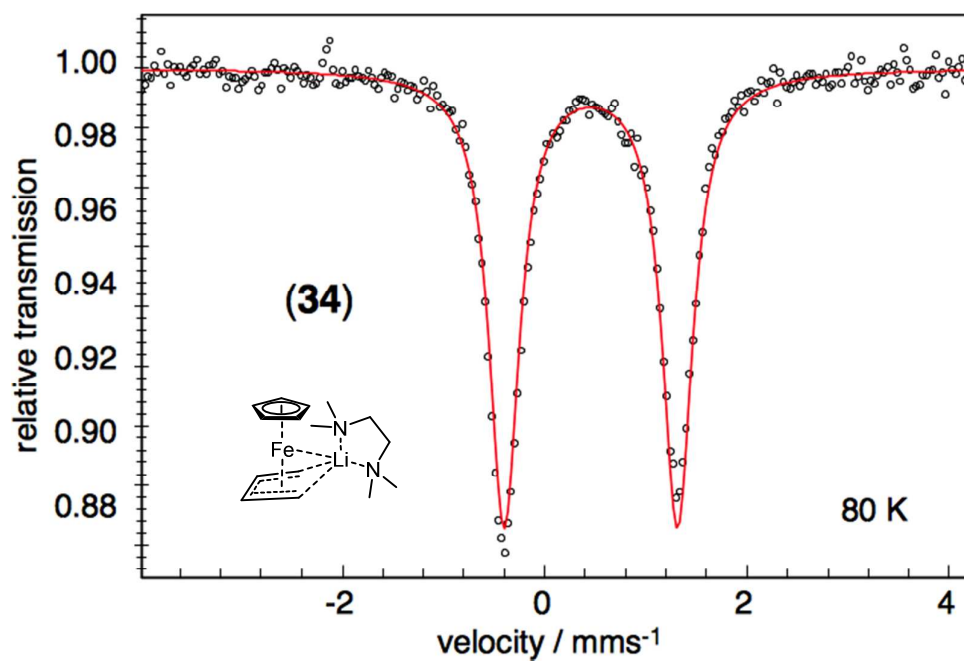 relative transmission
1.00
0.98
0.96
0.94
0.92
0.90
0.88
(34)
Fe
Li
N
N
80 K
-2
0
2
4
velocity / mms-1